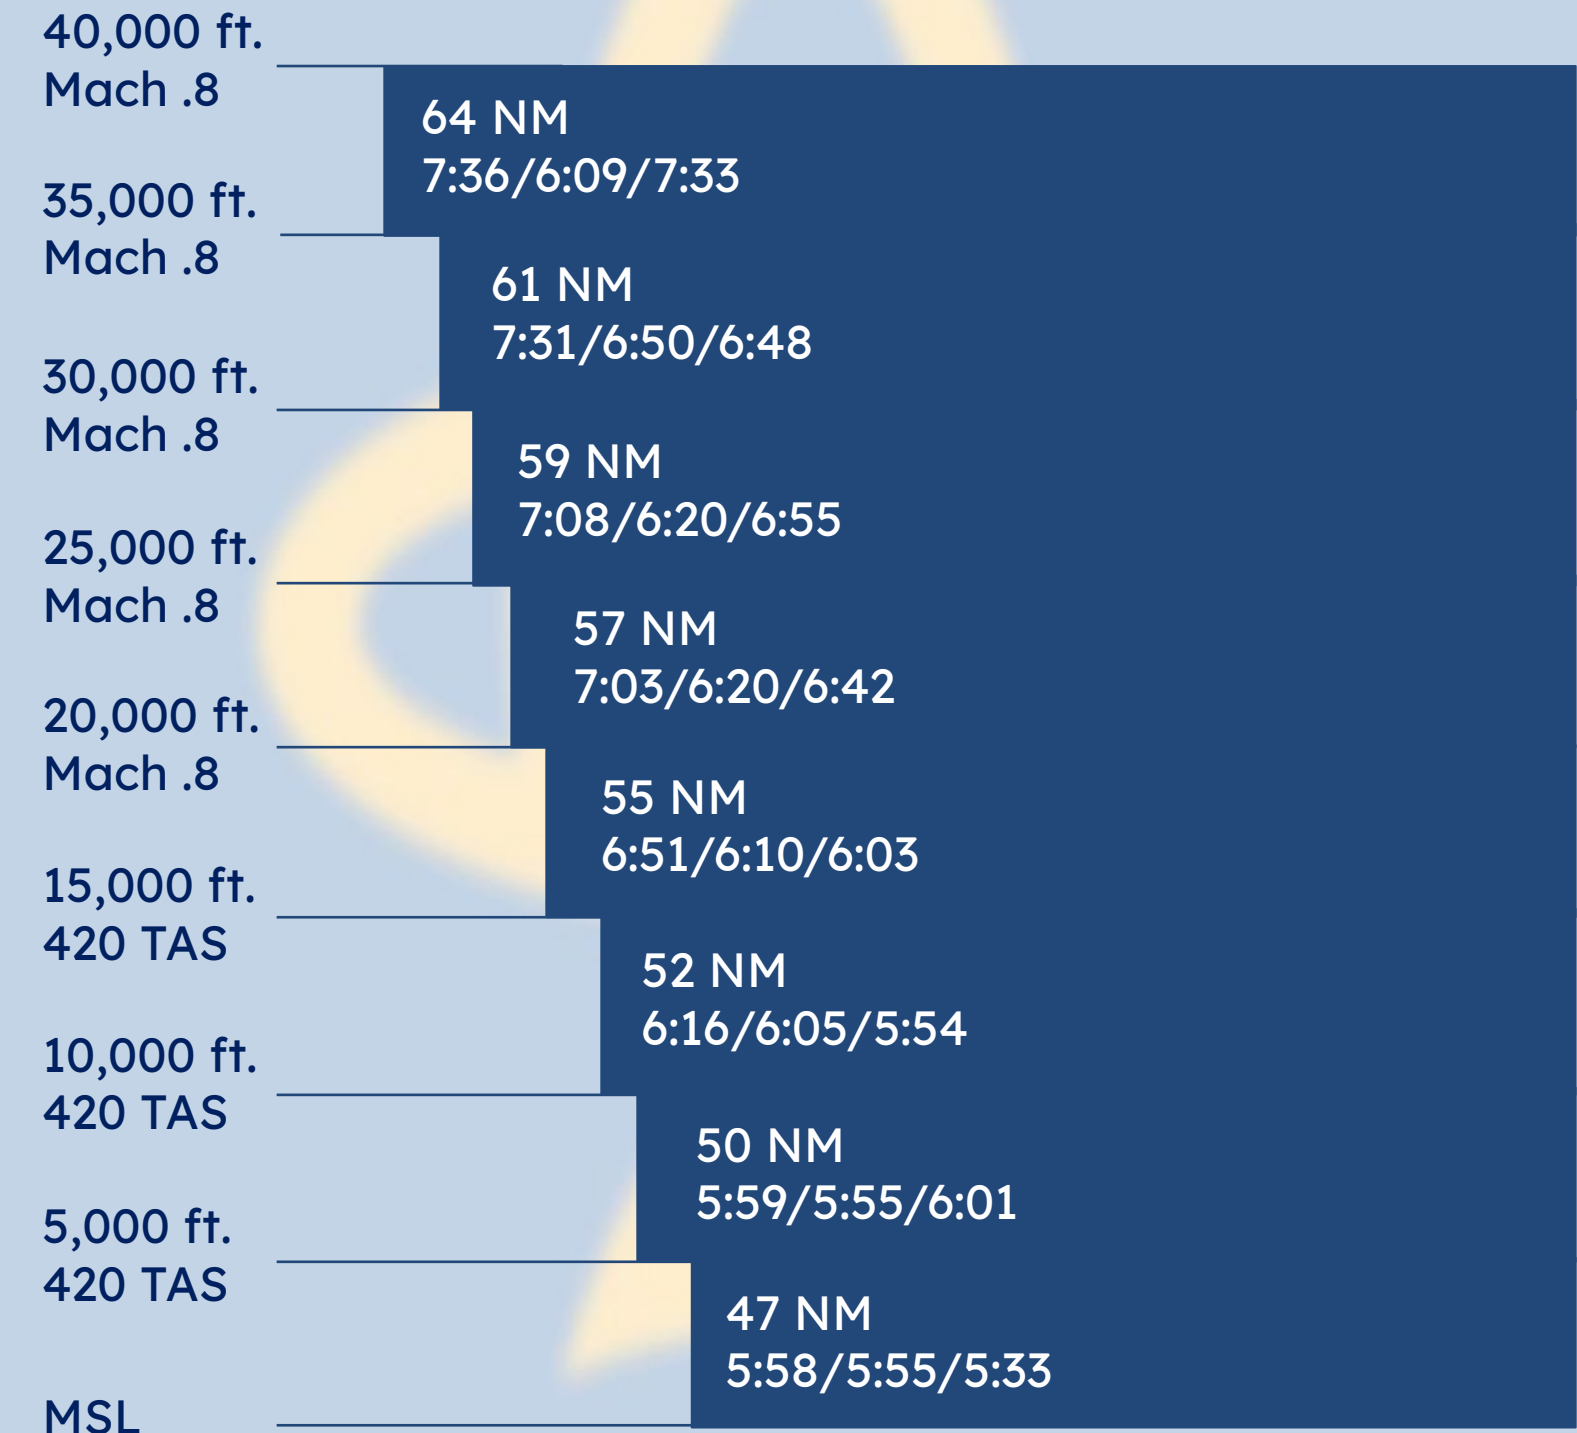 40,000 ft.
Mach .8
64 NM
7:36/6:09/7:33
35,000 ft.
Mach .8
61 NM
7:31/6:50/6:48
30,000 ft.
Mach .8
59 NM
7:08/6:20/6:55
25,000 ft.
Mach .8
57 NM
7:03/6:20/6:42
20,000 ft.
Mach .8
55 NM
6:51/6:10/6:03
15,000 ft.
420 TAS
52 NM
6:16/6:05/5:54
10,000 ft.
420 TAS
50 NM
5:59/5:55/6:01
5,000 ft.
420 TAS
47 NM
5:58/5:55/5:33
MSL